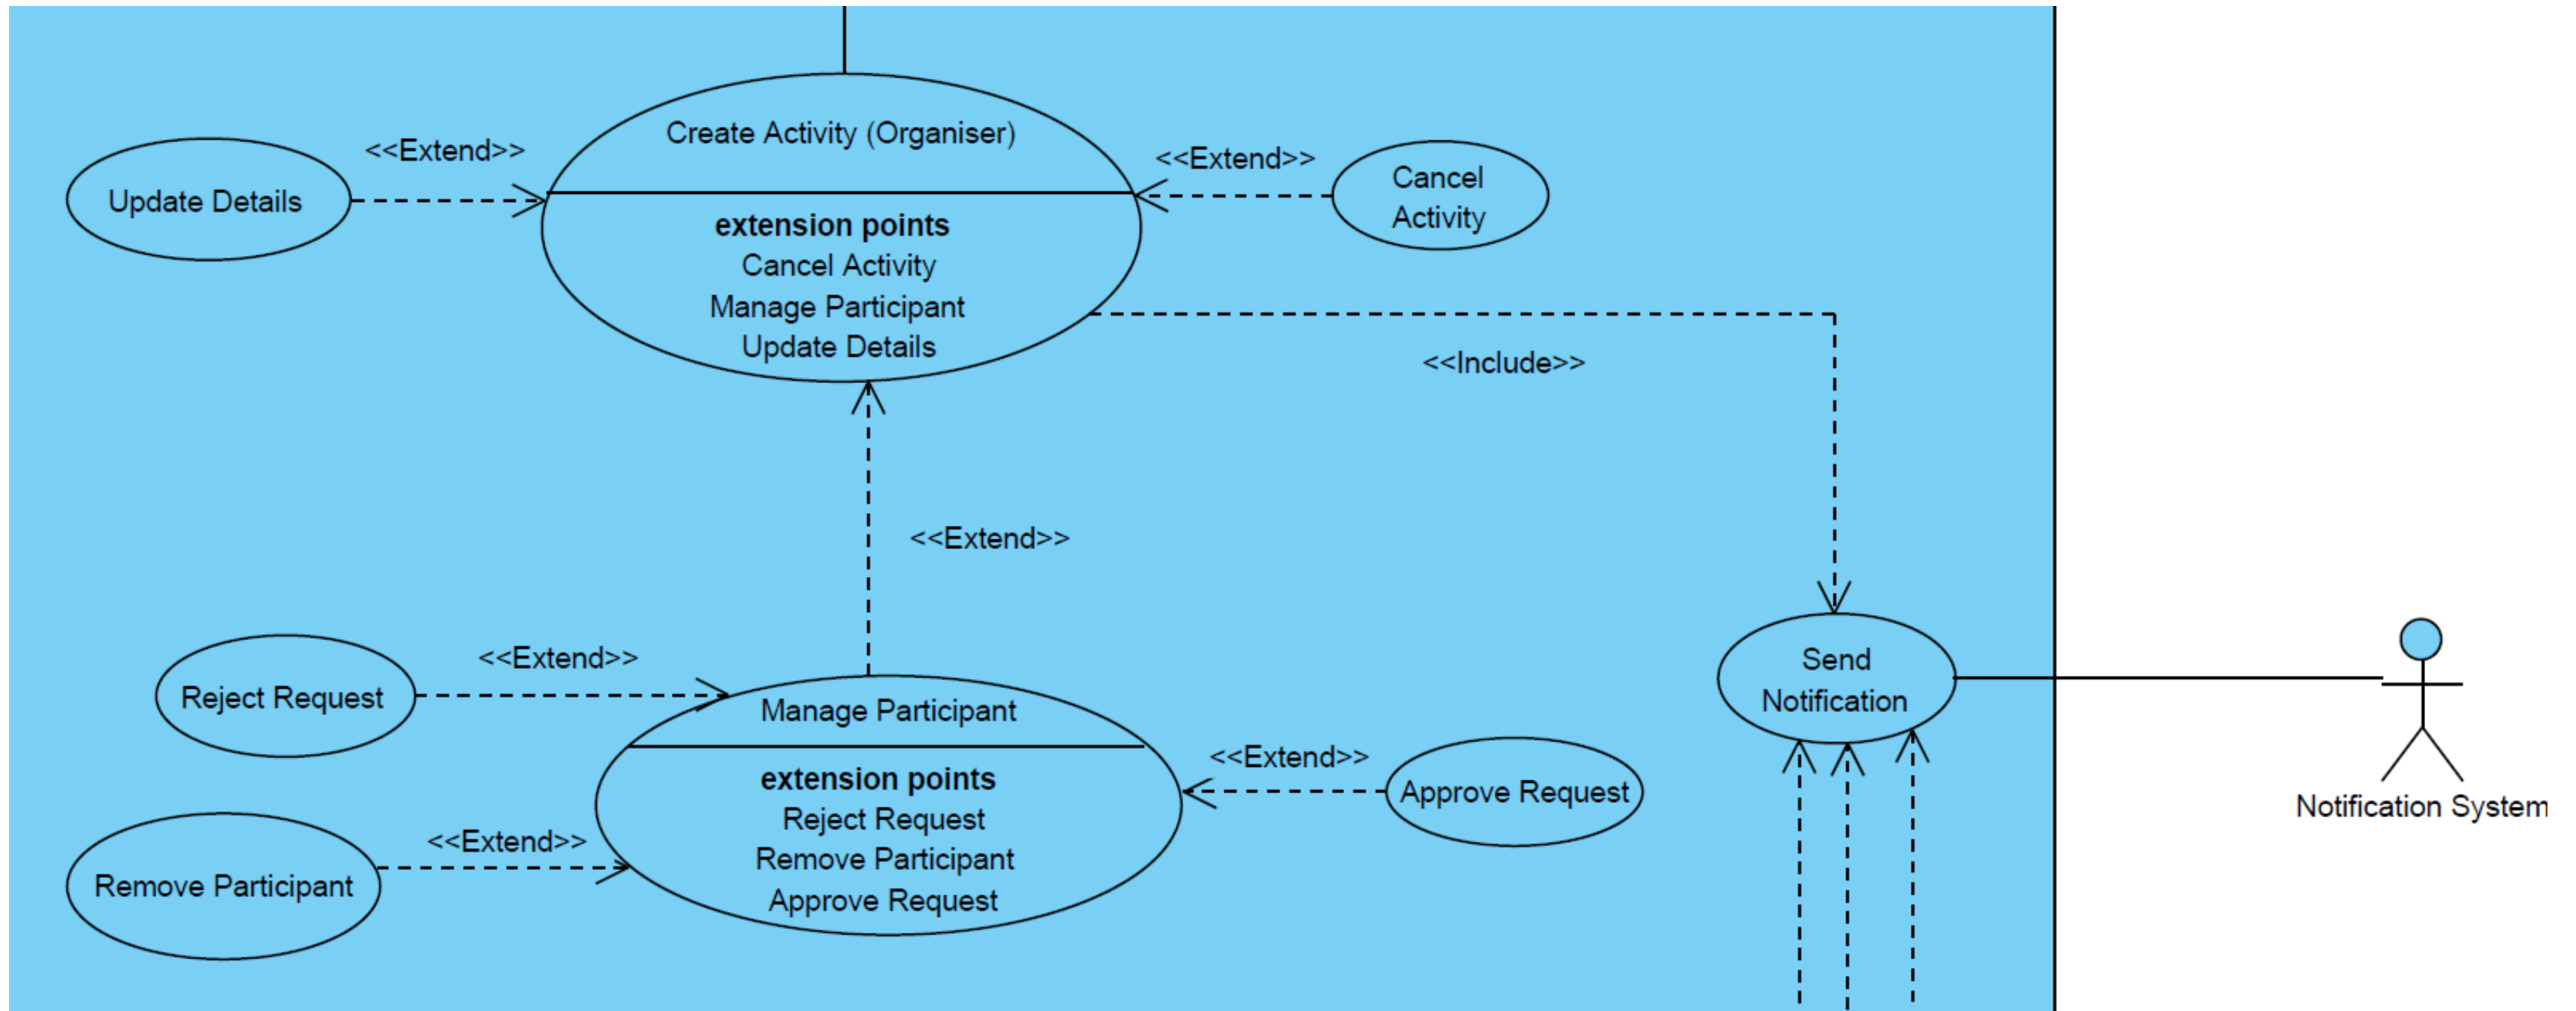 Create Activity (Organiser)
<<Extend>>
<<Extend>>
Update Details
Cancel
Activity
extension points
Cancel Activity
Manage Participant
Update Details
<<Include>>
<<Extend>>
<<Extend>>
Reject Request
Manage Participant
Send
Notification
extension points
Reject Request
Remove Participant
Approve Request
<<Extend>>
Approve Request
<<Extend>>
Remove Participant
Notification System